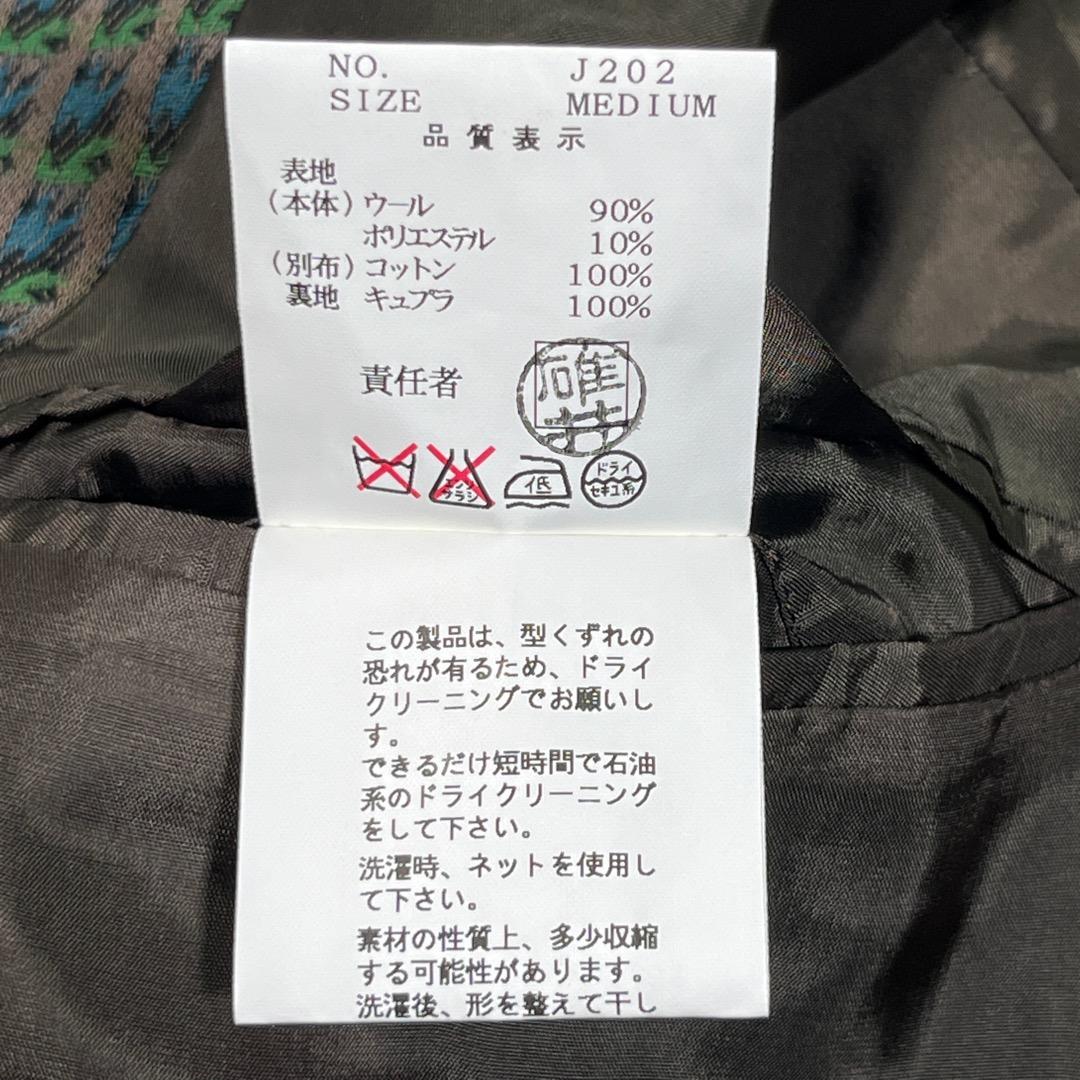 NO. J202
SIZE MEDIUM
品質表示
表地
(本体)ウール 90%
ポリエステル 10%
(別布)コットン 100%
裏地 キュプラ 100%
責任者
エンソ
サラシ
低
ドライ
セキユ系
この製品は、型くずれの
恐れが有るため、ドライ
クリーニングでお願いし
す。
できるだけ短時間で石油
系のドライクリーニング
をして下さい。
洗濯時、ネットを使用し
て下さい。
素材の性質上、多少収縮
する可能性があります。
洗濯後、形を整えて干し